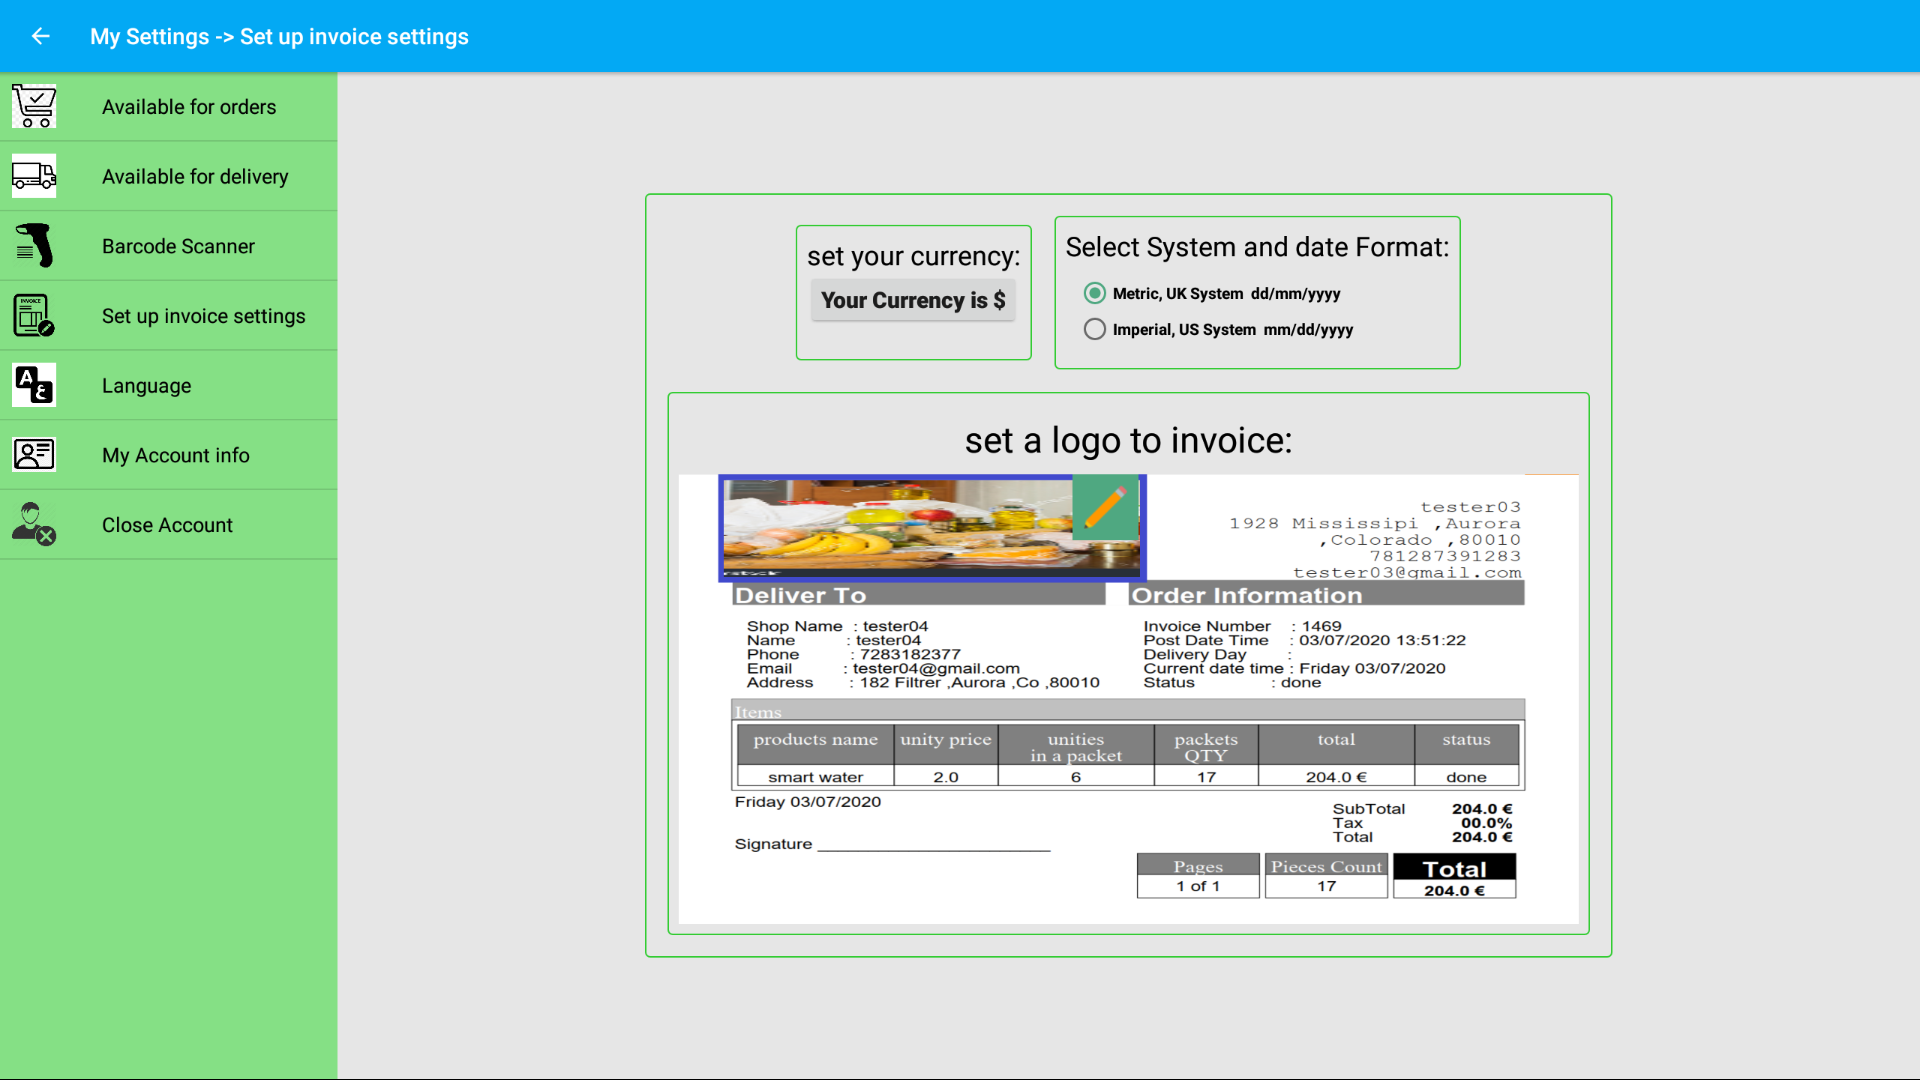 My Settings -> Set up invoice settings
Available for orders
Available for delivery
Barcode Scanner
INVOICE
Set up invoice settings
Language
My Account info
Close Account
set your currency:
Your Currency is $
Select System and date Format:
Metric, UK System dd/mm/yyyy
Imperial, US System mm/dd/yyyy
set a logo to invoice:
tester03
1928 Mississipi ,Aurora
,Colorado ,80010
781287391283
tester03@gmail.com
Deliver To
Shop Name : tester04
Name : tester04
Phone : 7283182377
Email : tester04@gmail.com
Address : 182 Filtrer ,Aurora ,Co ,80010
Order Information
Invoice Number : 1469
Post Date Time : 03/07/2020 13:51:22
Delivery Day :
Current date time : Friday 03/07/2020
Status : done
Items
products name unity price unities in a packet packets QTY total status
smart water 2.0 6 17 204.0 € done
Friday 03/07/2020
SubTotal 204.0 €
Tax 00.0%
Total 204.0 €
Signature
Pages Pieces Count Total
1 of 1 17 204.0 €